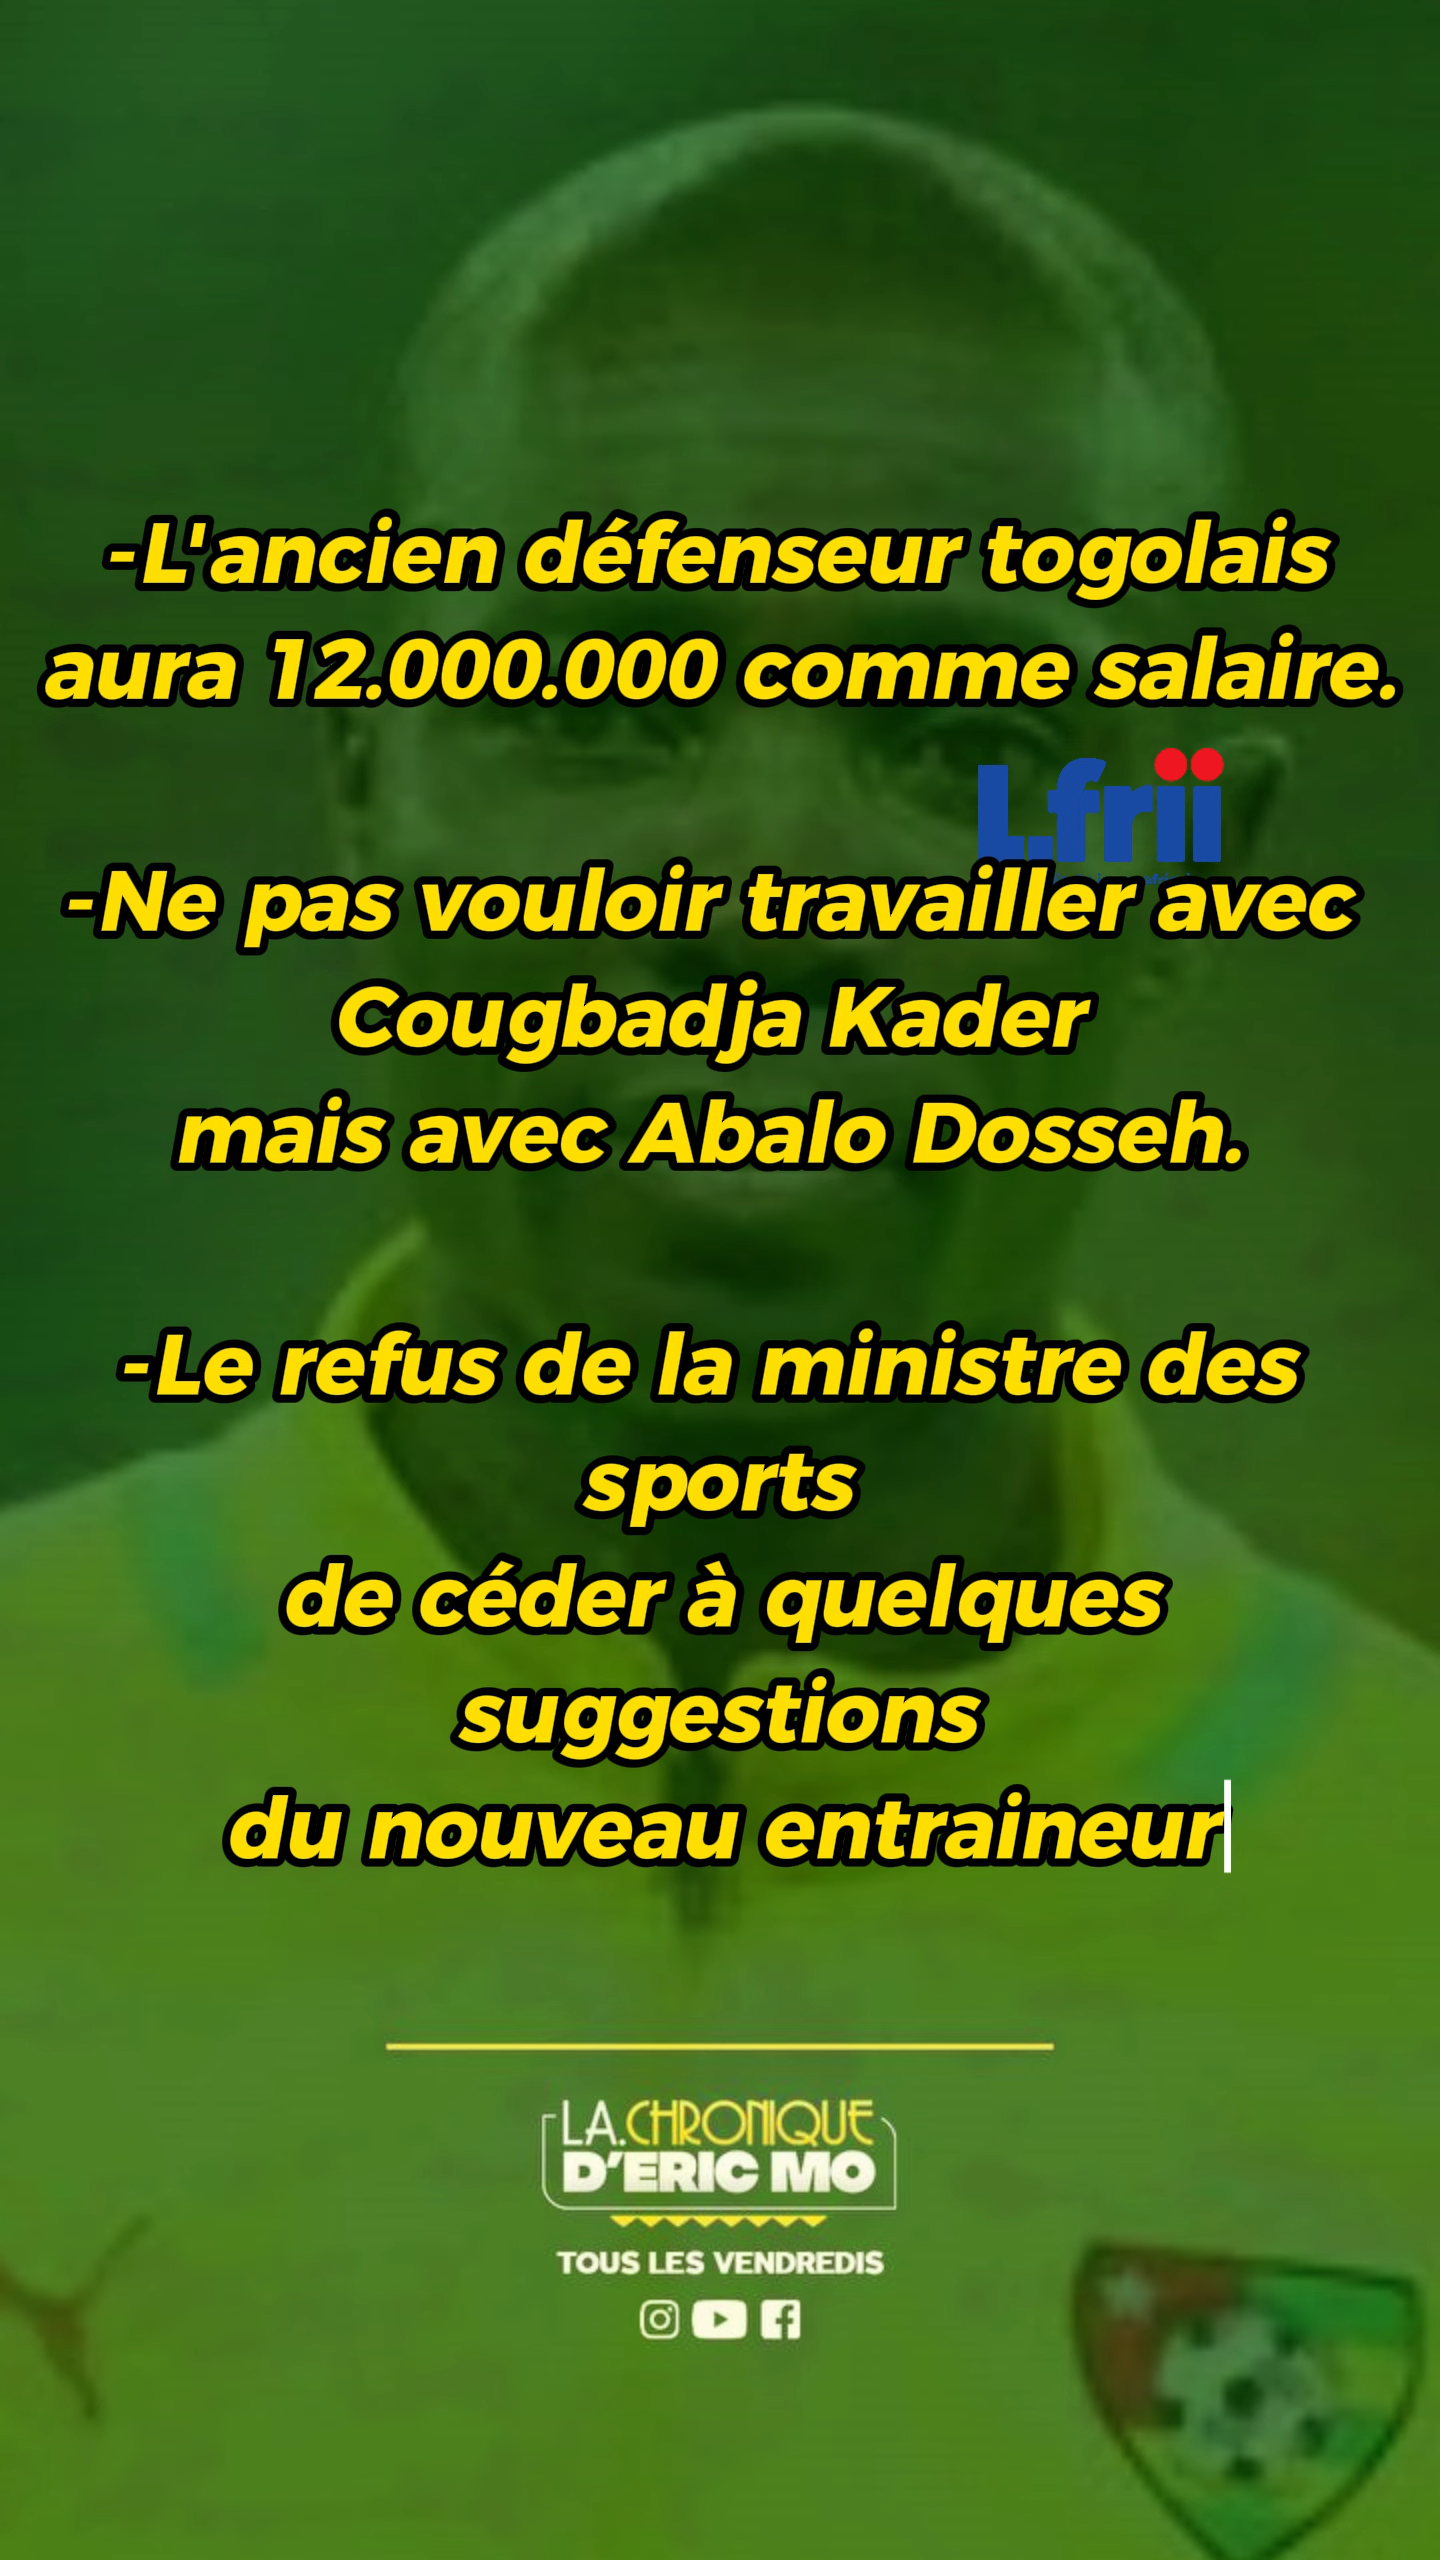 -L'ancien défenseur togolais
aura 12.000.000 comme salaire.
L.frii
-Ne pas vouloir travailler avec
Cougbadja Kader
mais avec Abalo Dosseh.
-Le refus de la ministre des
sports
de céder à quelques
suggestions
du nouveau entraineur
LA.CHRONIQUE
D'ERIC MO
TOUS LES VENDREDIS